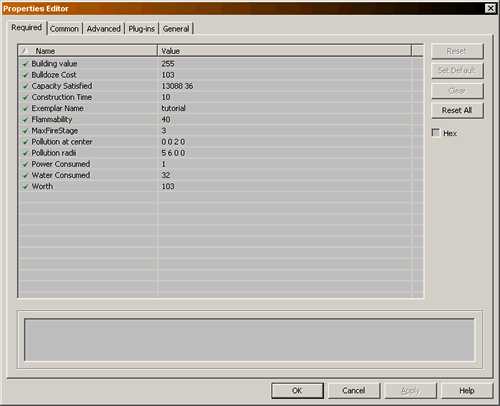 Properties Editor
Required Common Advanced Plug-ins General
Name Value
Building value 255
Bulldoze Cost 103
Capacity Satisfied 13088 36
Construction Time 10
Exemplar Name tutorial
Flammability 40
MaxFireStage 3
Pollution at center 0 0 2 0
Pollution radii 5 6 0 0
Power Consumed 1
Water Consumed 32
Worth 103
Reset
Set Default
Clear
Reset All
Hex
OK Cancel Apply Help